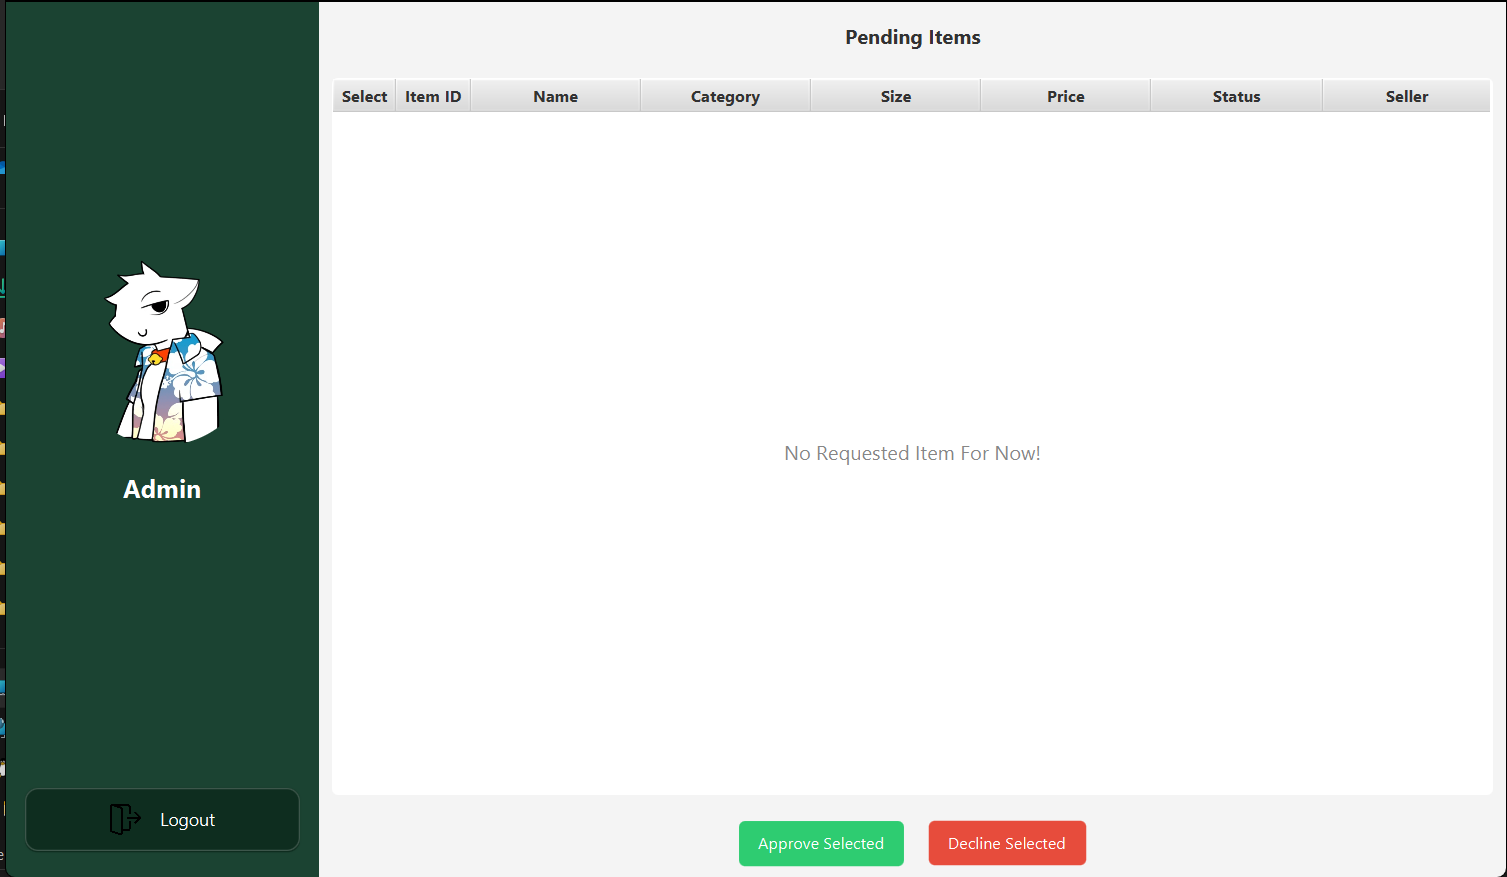 Pending Items
Select Item ID Name Category Size Price Status Seller
No Requested Item For Now!
Admin
Logout
Approve Selected Decline Selected